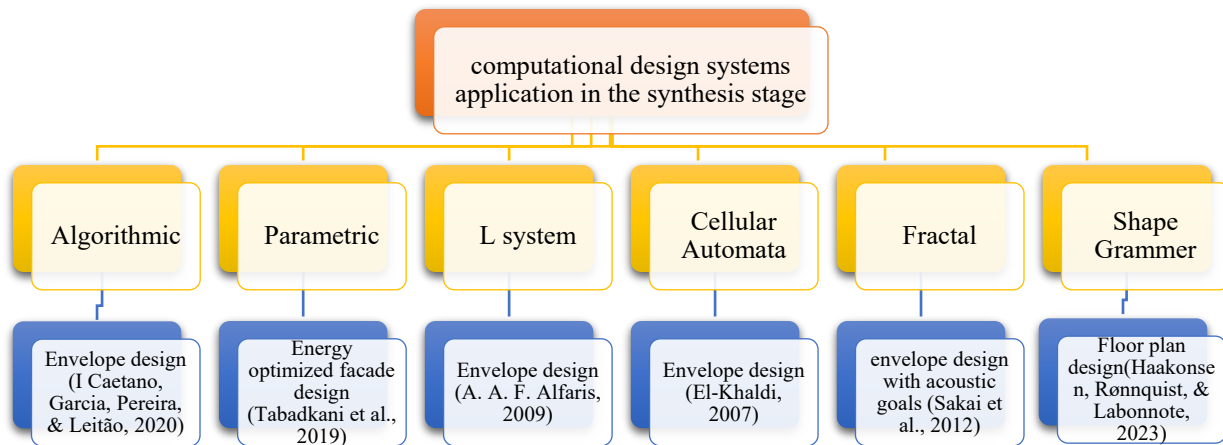 computational design systems
application in the synthesis stage
Algorithmic
Parametric
L system
Cellular
Automata
Fractal
Shape
Grammer
Envelope design
(I Caetano,
Garcia, Pereira,
& Leitão, 2020)
Energy
optimized facade
design
(Tabadkani et al.,
2019)
Envelope design
(A. A. F. Alfaris,
2009)
Envelope design
(El-Khaldi,
2007)
envelope design
with acoustic
goals (Sakai et
al., 2012)
Floor plan
design(Haakonse
n, Rønnquist, &
Labonnote,
2023)